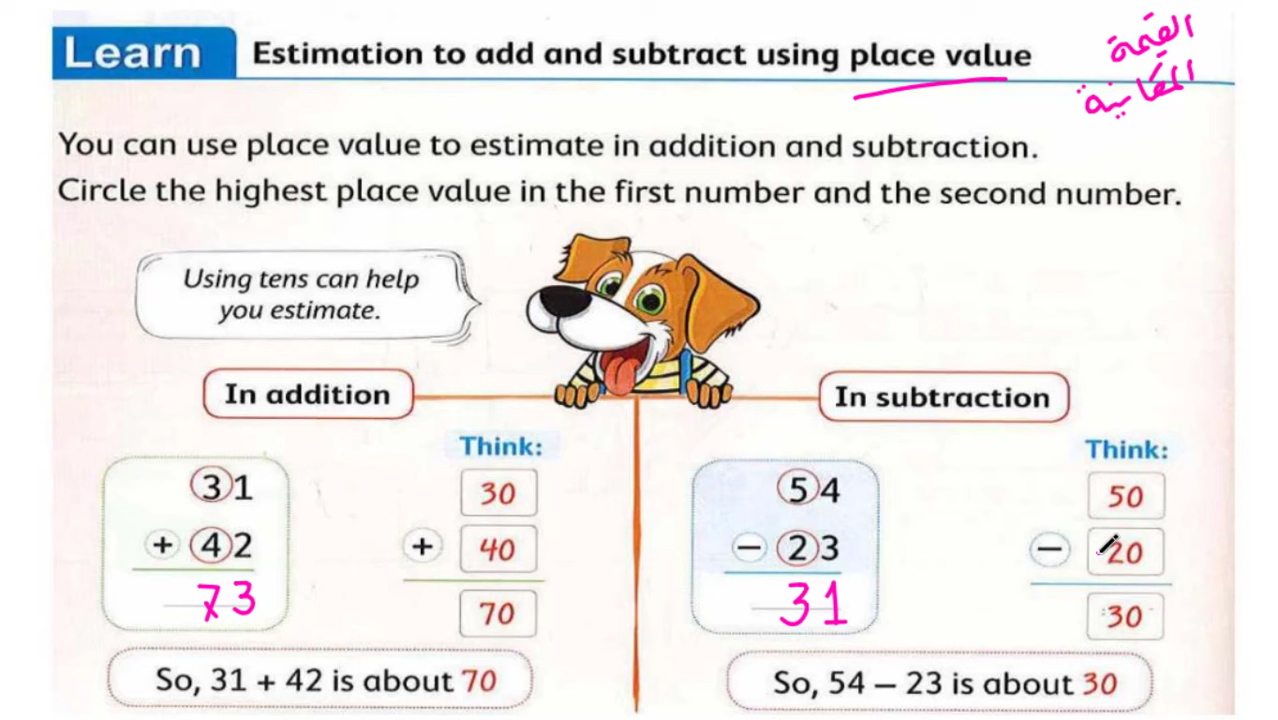 Learn Estimation to add and subtract using place value
القيمة
المكانية
You can use place value to estimate in addition and subtraction.
Circle the highest place value in the first number and the second number.
Using tens can help
you estimate.
In addition
Think:
31
30
+ 42
+ 40
73
70
So, 31 + 42 is about 70
In subtraction
Think:
54
50
− 23
− 20
31
30
So, 54 − 23 is about 30